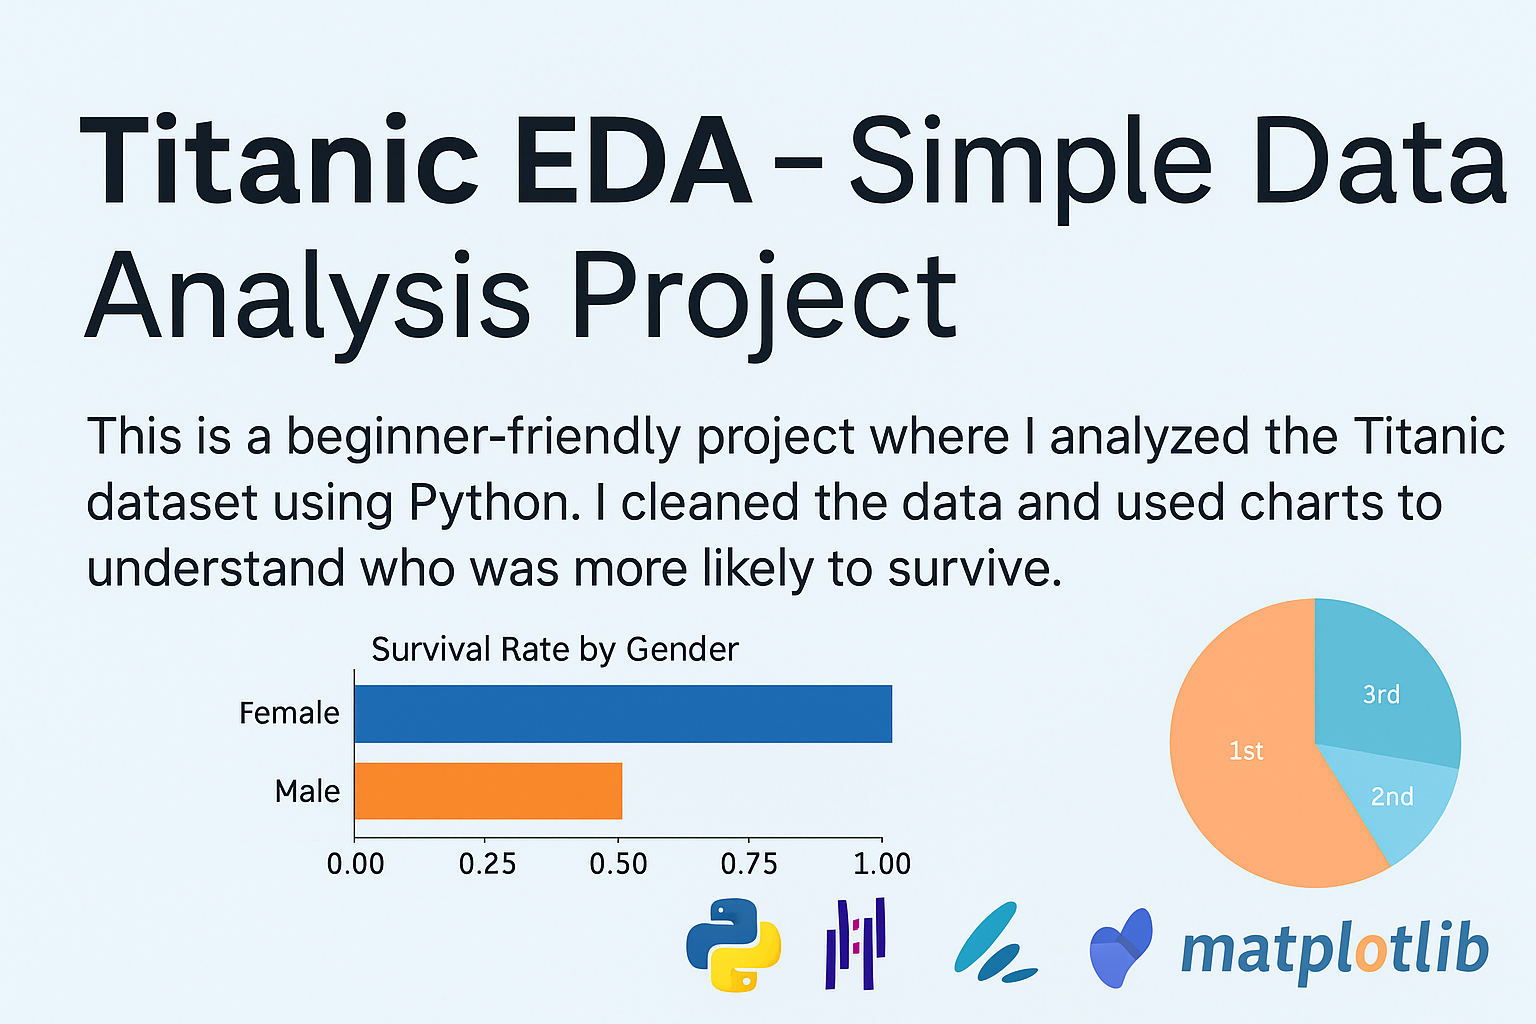 Titanic EDA – Simple Data
Analysis Project
This is a beginner-friendly project where I analyzed the Titanic
dataset using Python. I cleaned the data and used charts to
understand who was more likely to survive.
Survival Rate by Gender
Female
Male
0.00 0.25 0.50 0.75 1.00
3rd
1st
2nd
matplotlib